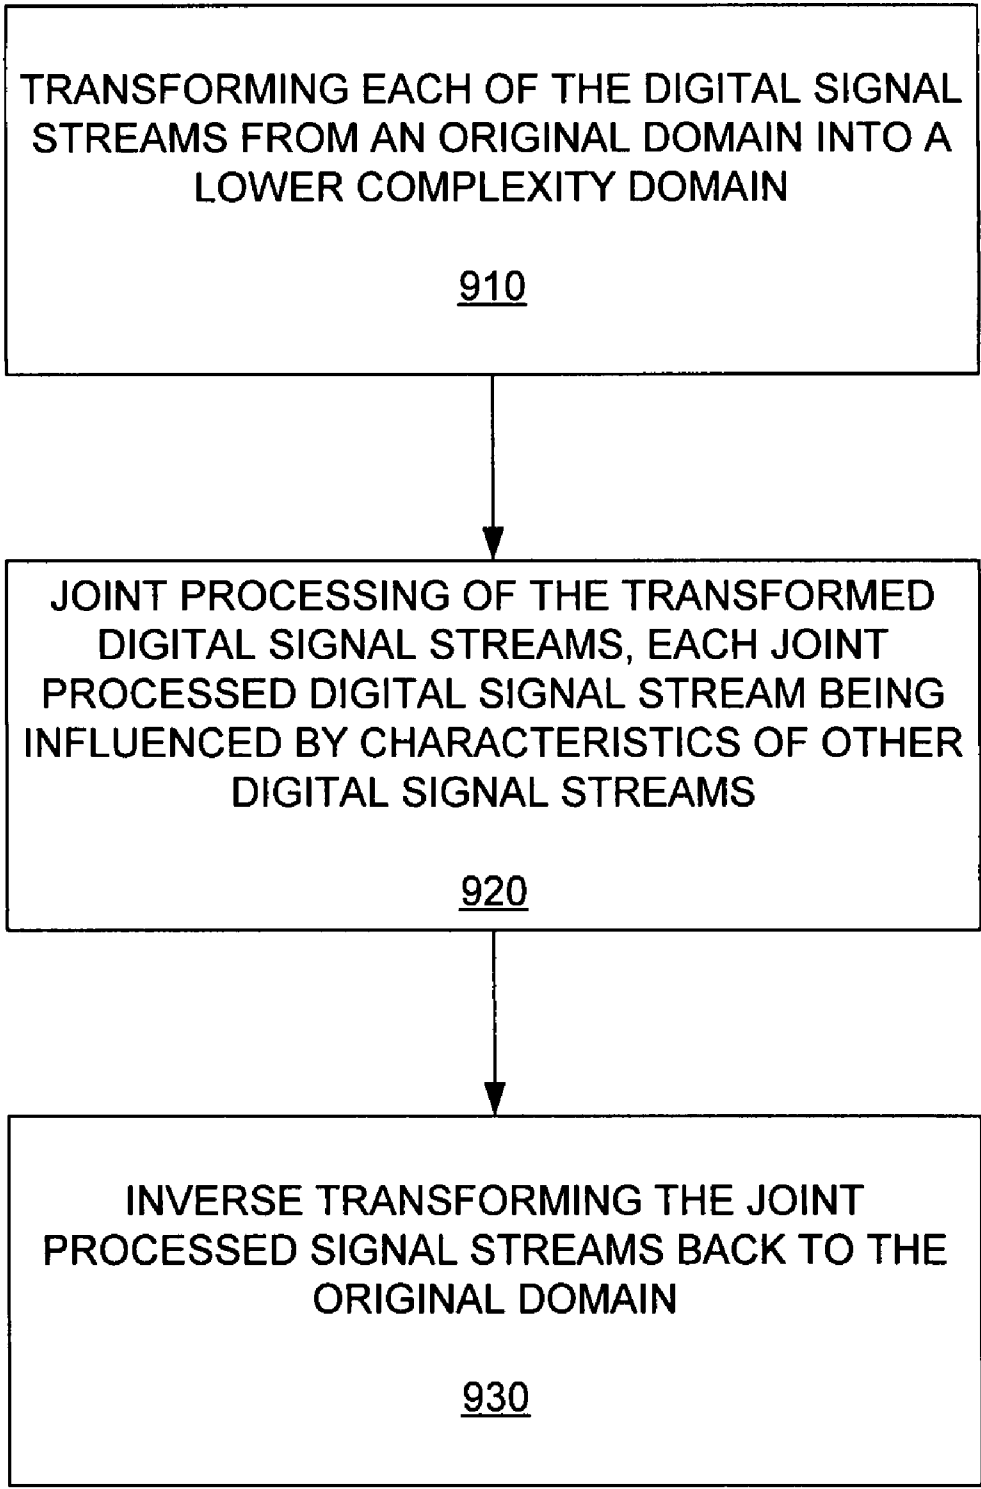 TRANSFORMING EACH OF THE DIGITAL SIGNAL
STREAMS FROM AN ORIGINAL DOMAIN INTO A
LOWER COMPLEXITY DOMAIN
910
JOINT PROCESSING OF THE TRANSFORMED
DIGITAL SIGNAL STREAMS, EACH JOINT
PROCESSED DIGITAL SIGNAL STREAM BEING
INFLUENCED BY CHARACTERISTICS OF OTHER
DIGITAL SIGNAL STREAMS
920
INVERSE TRANSFORMING THE JOINT
PROCESSED SIGNAL STREAMS BACK TO THE
ORIGINAL DOMAIN
930